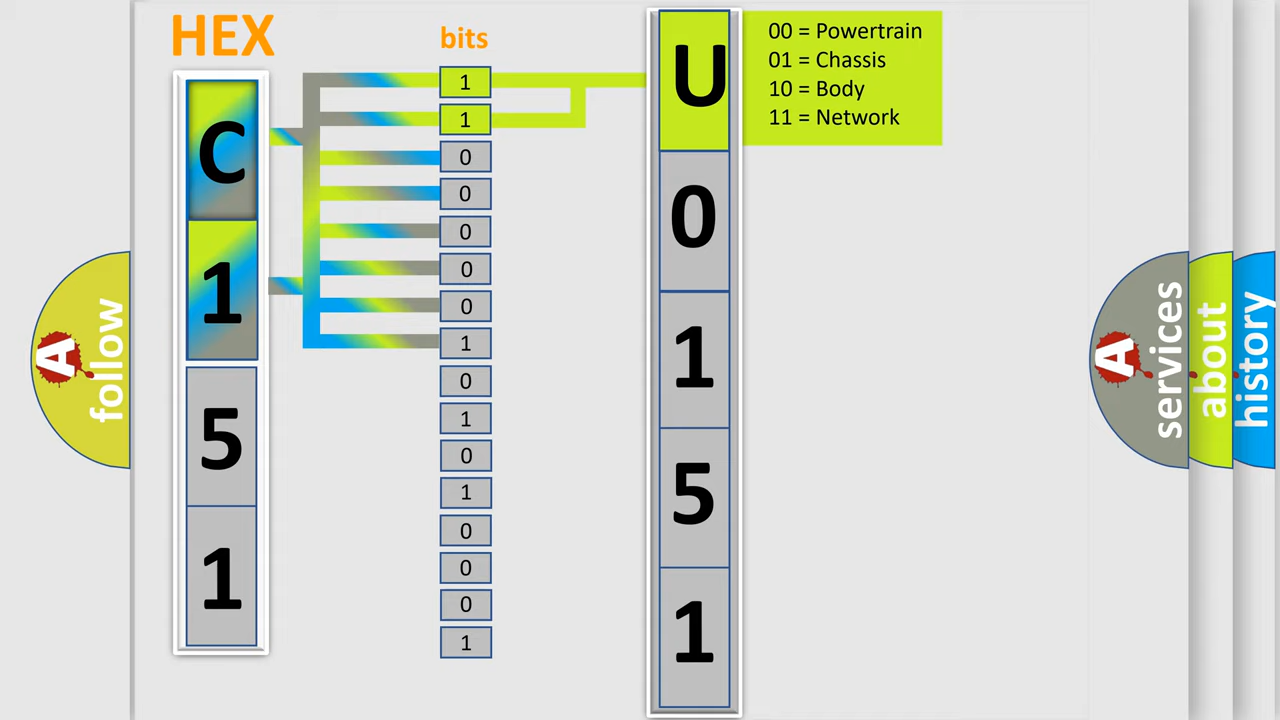 HEX
C
1
5
1
bits
1
1
0
0
0
0
0
1
0
1
0
1
0
0
0
1
U
0
1
5
1
00 = Powertrain
01 = Chassis
10 = Body
11 = Network
A
follow
A
services
about
history